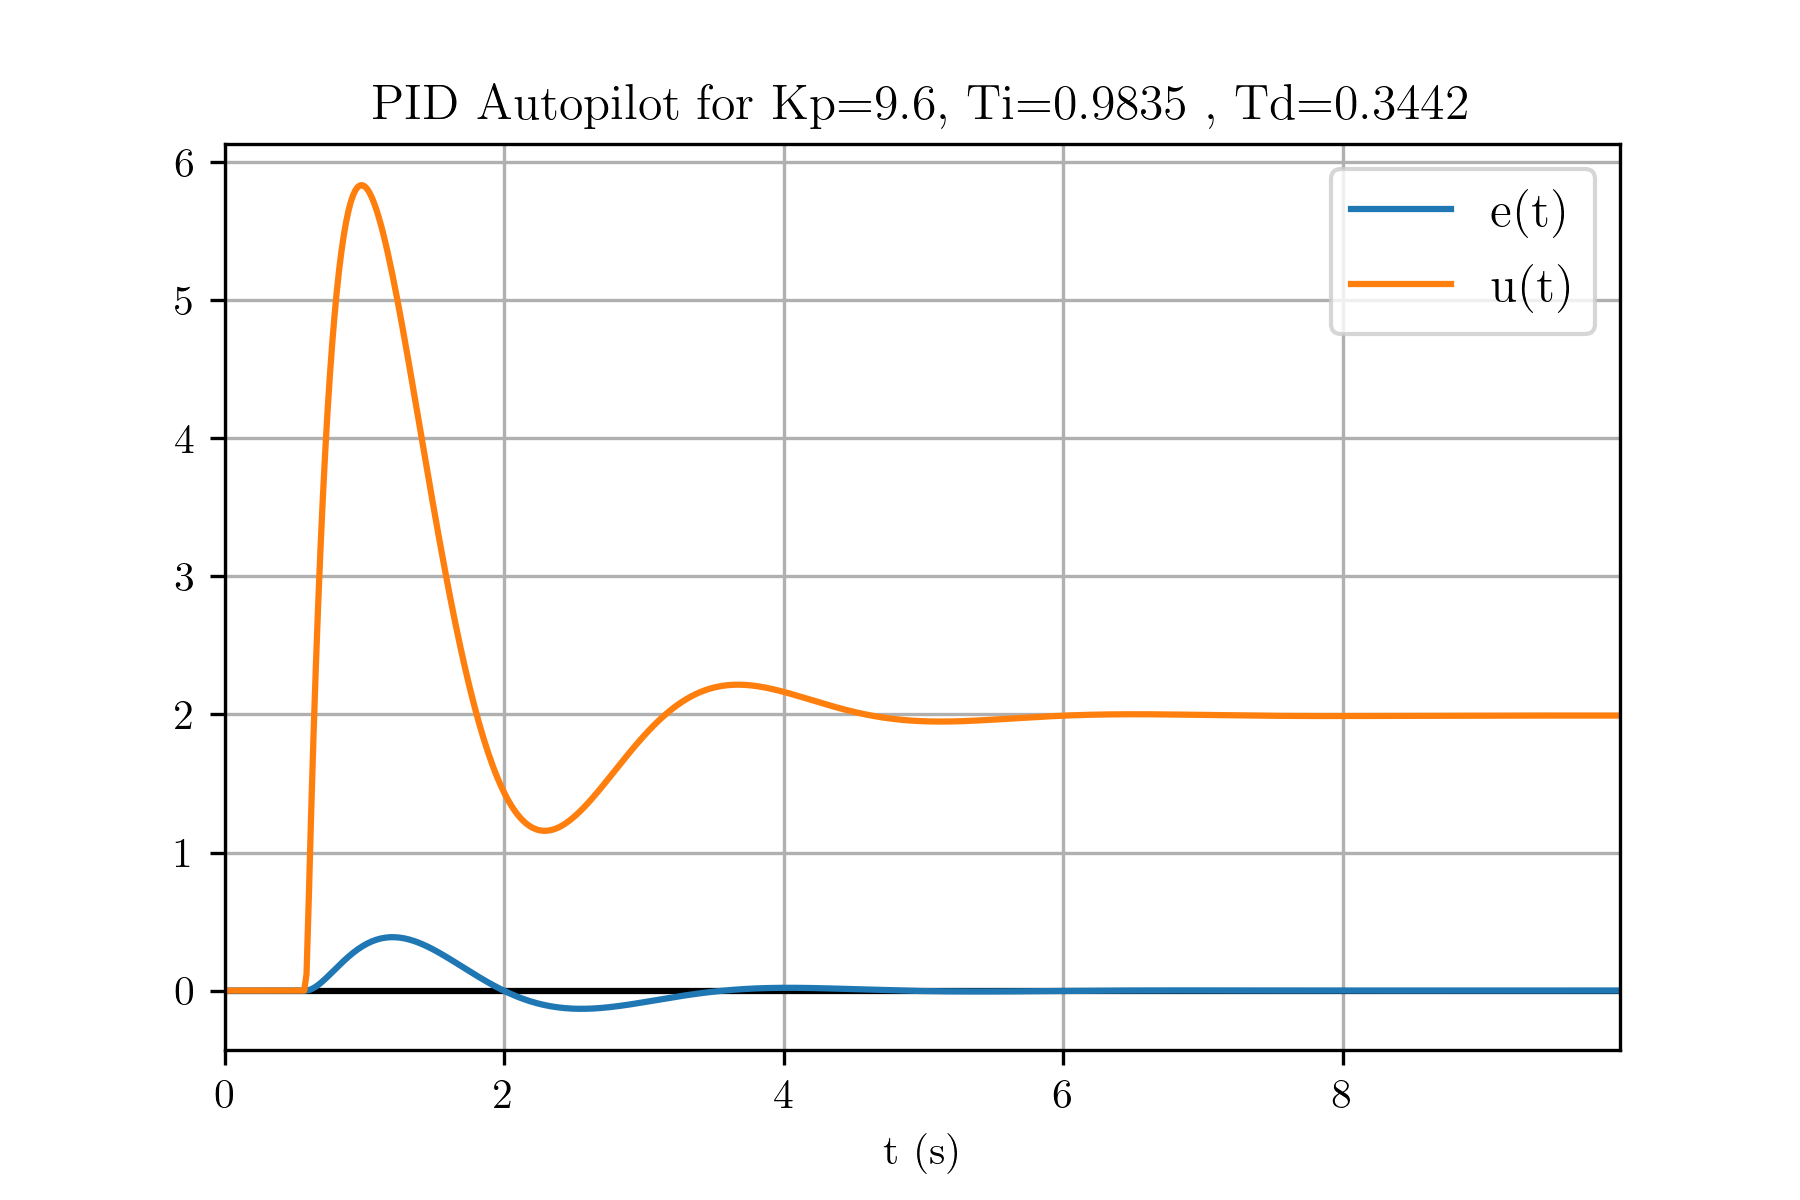 PID Autopilot for Kp=9.6, Ti=0.9835 , Td=0.3442
6
5
4
3
2
1
0
e(t)
u(t)
0 2 4 6 8
t (s)